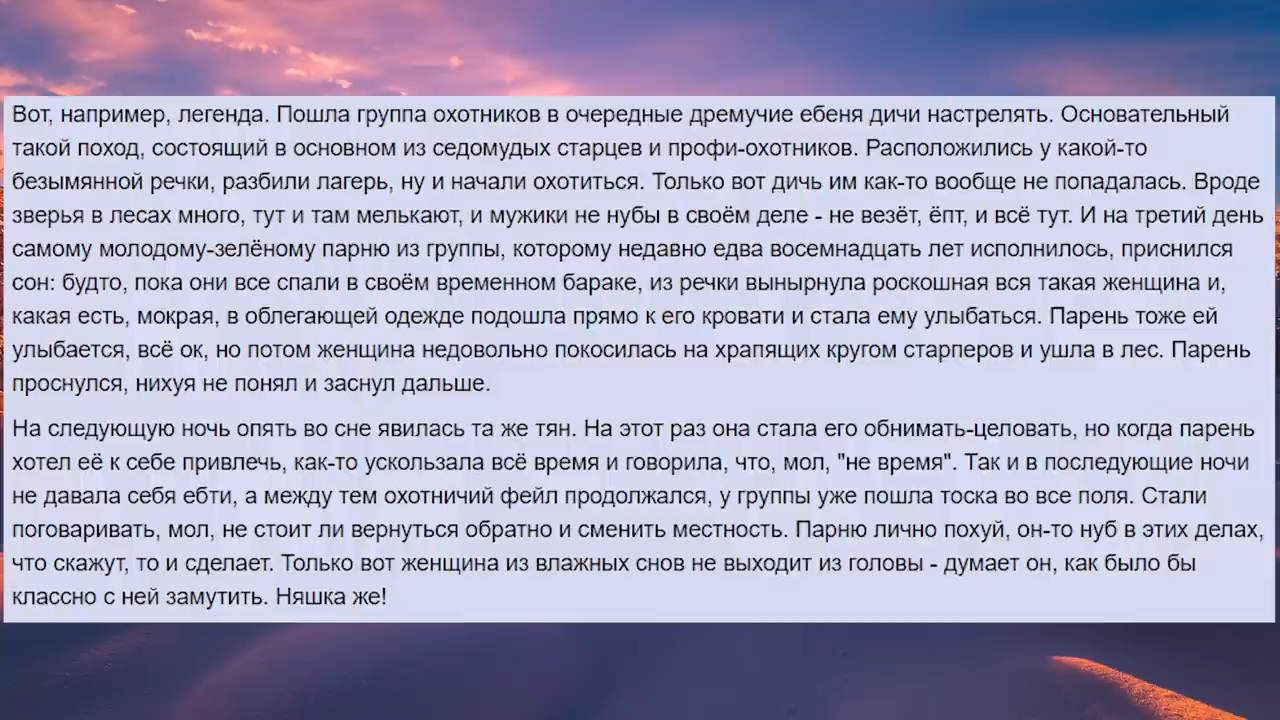 Вот, например, легенда. Пошла группа охотников в очередные дремучие ебеня дичи настрелять. Основательный
такой поход, состоящий в основном из седомудых старцев и профи-охотников. Расположились у какой-то
безымянной речки, разбили лагерь, ну и начали охотиться. Только вот дичь им как-то вообще не попадалась. Вроде
зверья в лесах много, тут и там мелькают, и мужики не нубы в своём деле - не везёт, ёпт, и всё тут. И на третий день
самому молодому-зелёному парню из группы, которому недавно едва восемнадцать лет исполнилось, приснился
сон: будто, пока они все спали в своём временном бараке, из речки вынырнула роскошная вся такая женщина и,
какая есть, мокрая, в облегающей одежде подошла прямо к его кровати и стала ему улыбаться. Парень тоже ей
улыбается, всё ок, но потом женщина недовольно покосилась на храпящих кругом старперов и ушла в лес. Парень
проснулся, нихуя не понял и заснул дальше.
На следующую ночь опять во сне явилась та же тян. На этот раз она стала его обнимать-целовать, но когда парень
хотел её к себе привлечь, как-то ускользала всё время и говорила, что, мол, "не время". Так и в последующие ночи
не давала себя ебти, а между тем охотничий фейл продолжался, у группы уже пошла тоска во все поля. Стали
поговаривать, мол, не стоит ли вернуться обратно и сменить местность. Парню лично похуй, он-то нуб в этих делах,
что скажут, то и сделает. Только вот женщина из влажных снов не выходит из головы - думает он, как было бы
классно с ней замутить. Няшка же!